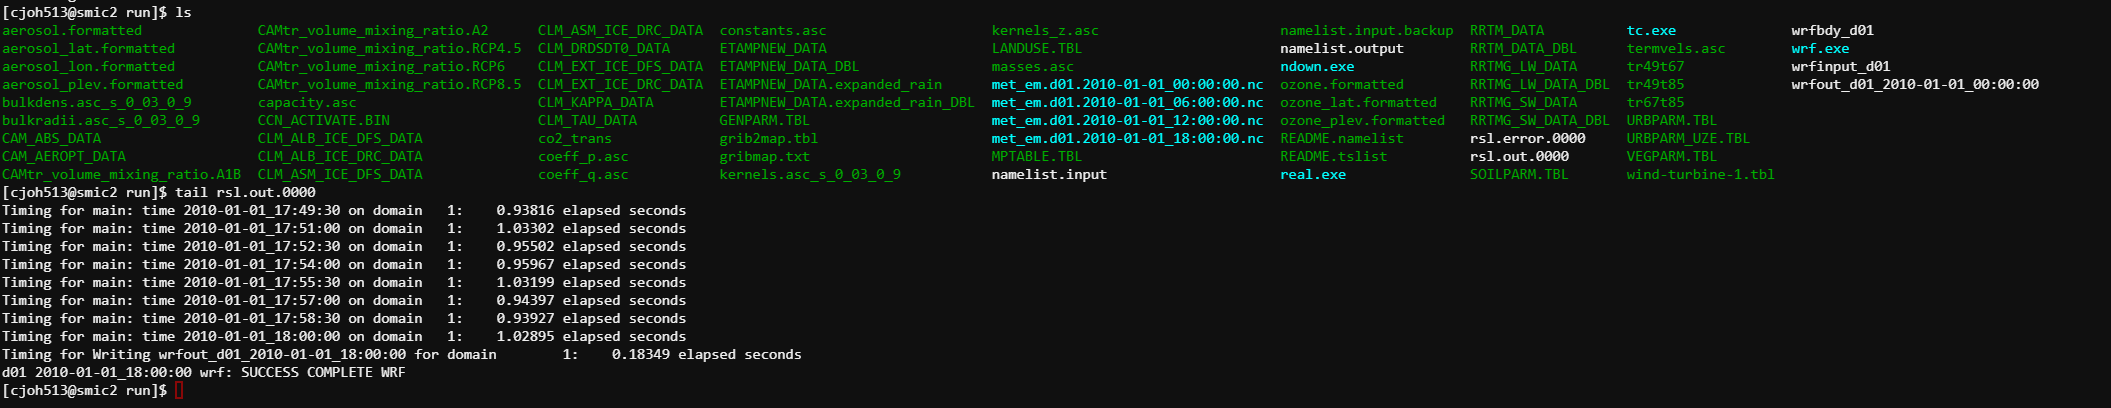 [cjoh513@smic2 run]$ ls
aerosol.formatted CAMtr_volume_mixing_ratio.A2 CLM_ASM_ICE_DRC_DATA constants.asc kernels_z.asc namelist.input.backup RRTM_DATA tc.exe wrfbdy_d01
aerosol_lat.formatted CAMtr_volume_mixing_ratio.RCP4.5 CLM_DRDSDT0_DATA ETAMPNEW_DATA LANDUSE.TBL namelist.output RRTM_DATA_DBL termvels.asc wrf.exe
aerosol_lon.formatted CAMtr_volume_mixing_ratio.RCP6 CLM_EXT_ICE_DFS_DATA ETAMPNEW_DATA_DBL masses.asc ndown.exe RRTMG_LW_DATA tr49t67 wrfinput_d01
aerosol_plev.formatted CAMtr_volume_mixing_ratio.RCP8.5 CLM_EXT_ICE_DRC_DATA ETAMPNEW_DATA.expanded_rain met_em.d01.2010-01-01_00:00:00.nc ozone.formatted RRTMG_LW_DATA_DBL tr49t85 wrfout_d01_2010-01-01_00:00:00
bulkdens.asc_s_0_03_0_9 capacity.asc CLM_KAPPA_DATA ETAMPNEW_DATA.expanded_rain_DBL met_em.d01.2010-01-01_06:00:00.nc ozone_lat.formatted RRTMG_SW_DATA tr67t85
bulkradii.asc_s_0_03_0_9 CCN_ACTIVATE.BIN CLM_TAU_DATA GENPARM.TBL met_em.d01.2010-01-01_12:00:00.nc ozone_plev.formatted RRTMG_SW_DATA_DBL URBPARM.TBL
CAM_ABS_DATA CLM_ALB_ICE_DFS_DATA co2_trans grib2map.tbl met_em.d01.2010-01-01_18:00:00.nc README.namelist rsl.error.0000 URBPARM_UZE.TBL
CAM_AEROPT_DATA CLM_ALB_ICE_DRC_DATA coeff_p.asc gribmap.txt MPTABLE.TBL README.tslist rsl.out.0000 VEGPARM.TBL
CAMtr_volume_mixing_ratio.A1B CLM_ASM_ICE_DFS_DATA coeff_q.asc kernels.asc_s_0_03_0_9 namelist.input real.exe SOILPARM.TBL wind-turbine-1.tbl
[cjoh513@smic2 run]$ tail rsl.out.0000
Timing for main: time 2010-01-01_17:49:30 on domain 1: 0.93816 elapsed seconds
Timing for main: time 2010-01-01_17:51:00 on domain 1: 1.03302 elapsed seconds
Timing for main: time 2010-01-01_17:52:30 on domain 1: 0.95502 elapsed seconds
Timing for main: time 2010-01-01_17:54:00 on domain 1: 0.95967 elapsed seconds
Timing for main: time 2010-01-01_17:55:30 on domain 1: 1.03199 elapsed seconds
Timing for main: time 2010-01-01_17:57:00 on domain 1: 0.94397 elapsed seconds
Timing for main: time 2010-01-01_17:58:30 on domain 1: 0.93927 elapsed seconds
Timing for main: time 2010-01-01_18:00:00 on domain 1: 1.02895 elapsed seconds
Timing for Writing wrfout_d01_2010-01-01_18:00:00 for domain 1: 0.18349 elapsed seconds
d01 2010-01-01_18:00:00 wrf: SUCCESS COMPLETE WRF
[cjoh513@smic2 run]$